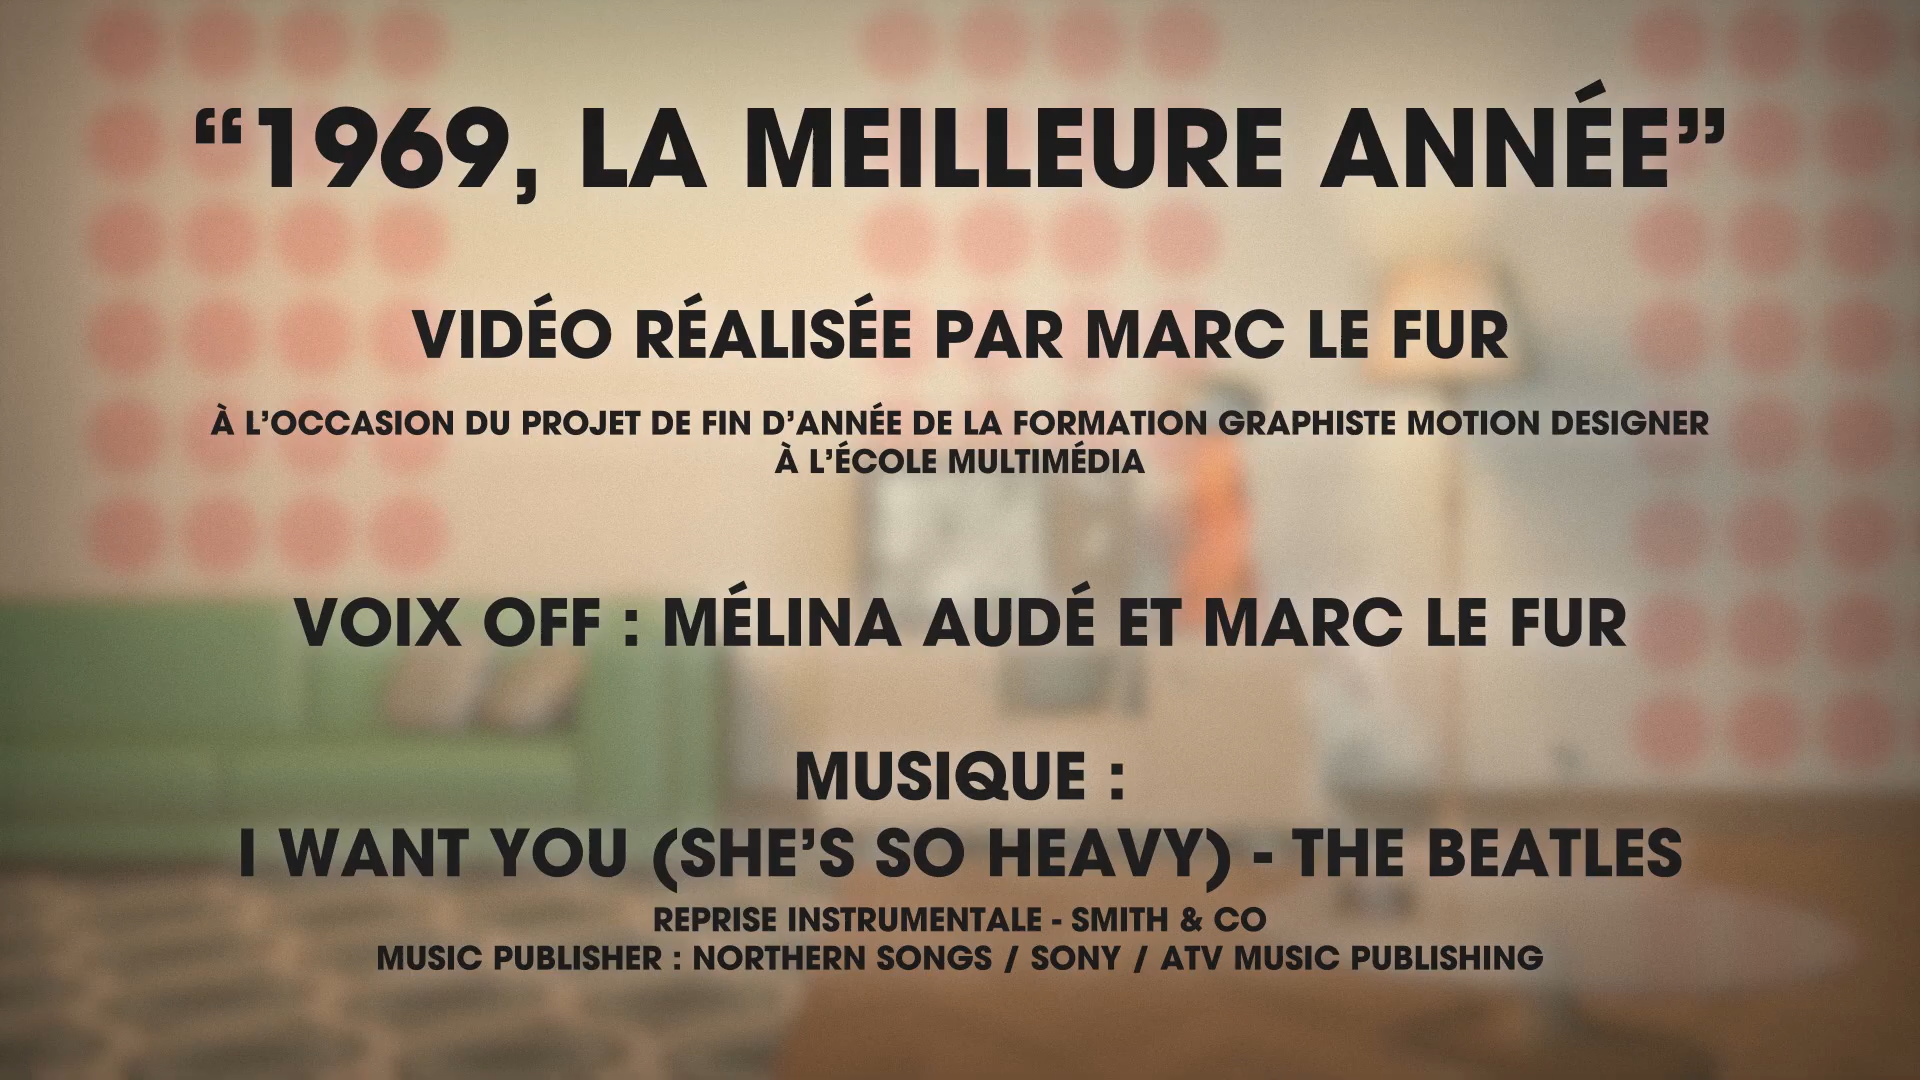 “1969, LA MEILLEURE ANNÉE”
VIDÉO RÉALISÉE PAR MARC LE FUR
À L’OCCASION DU PROJET DE FIN D’ANNÉE DE LA FORMATION GRAPHISTE MOTION DESIGNER
À L’ÉCOLE MULTIMÉDIA
VOIX OFF : MÉLINA AUDÉ ET MARC LE FUR
MUSIQUE :
I WANT YOU (SHE’S SO HEAVY) - THE BEATLES
REPRISE INSTRUMENTALE - SMITH & CO
MUSIC PUBLISHER : NORTHERN SONGS / SONY / ATV MUSIC PUBLISHING